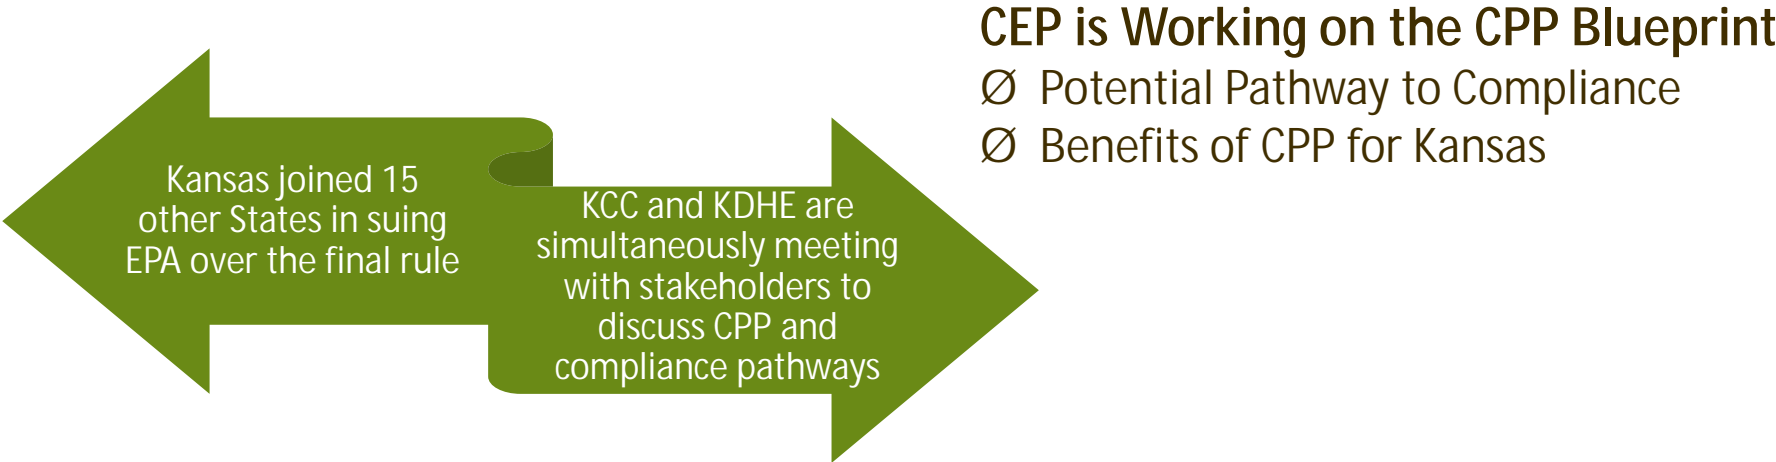 CEP is Working on the CPP Blueprint
Ø Potential Pathway to Compliance
Ø Benefits of CPP for Kansas
Kansas joined 15
other States in suing
EPA over the final rule
KCC and KDHE are
simultaneously meeting
with stakeholders to
discuss CPP and
compliance pathways